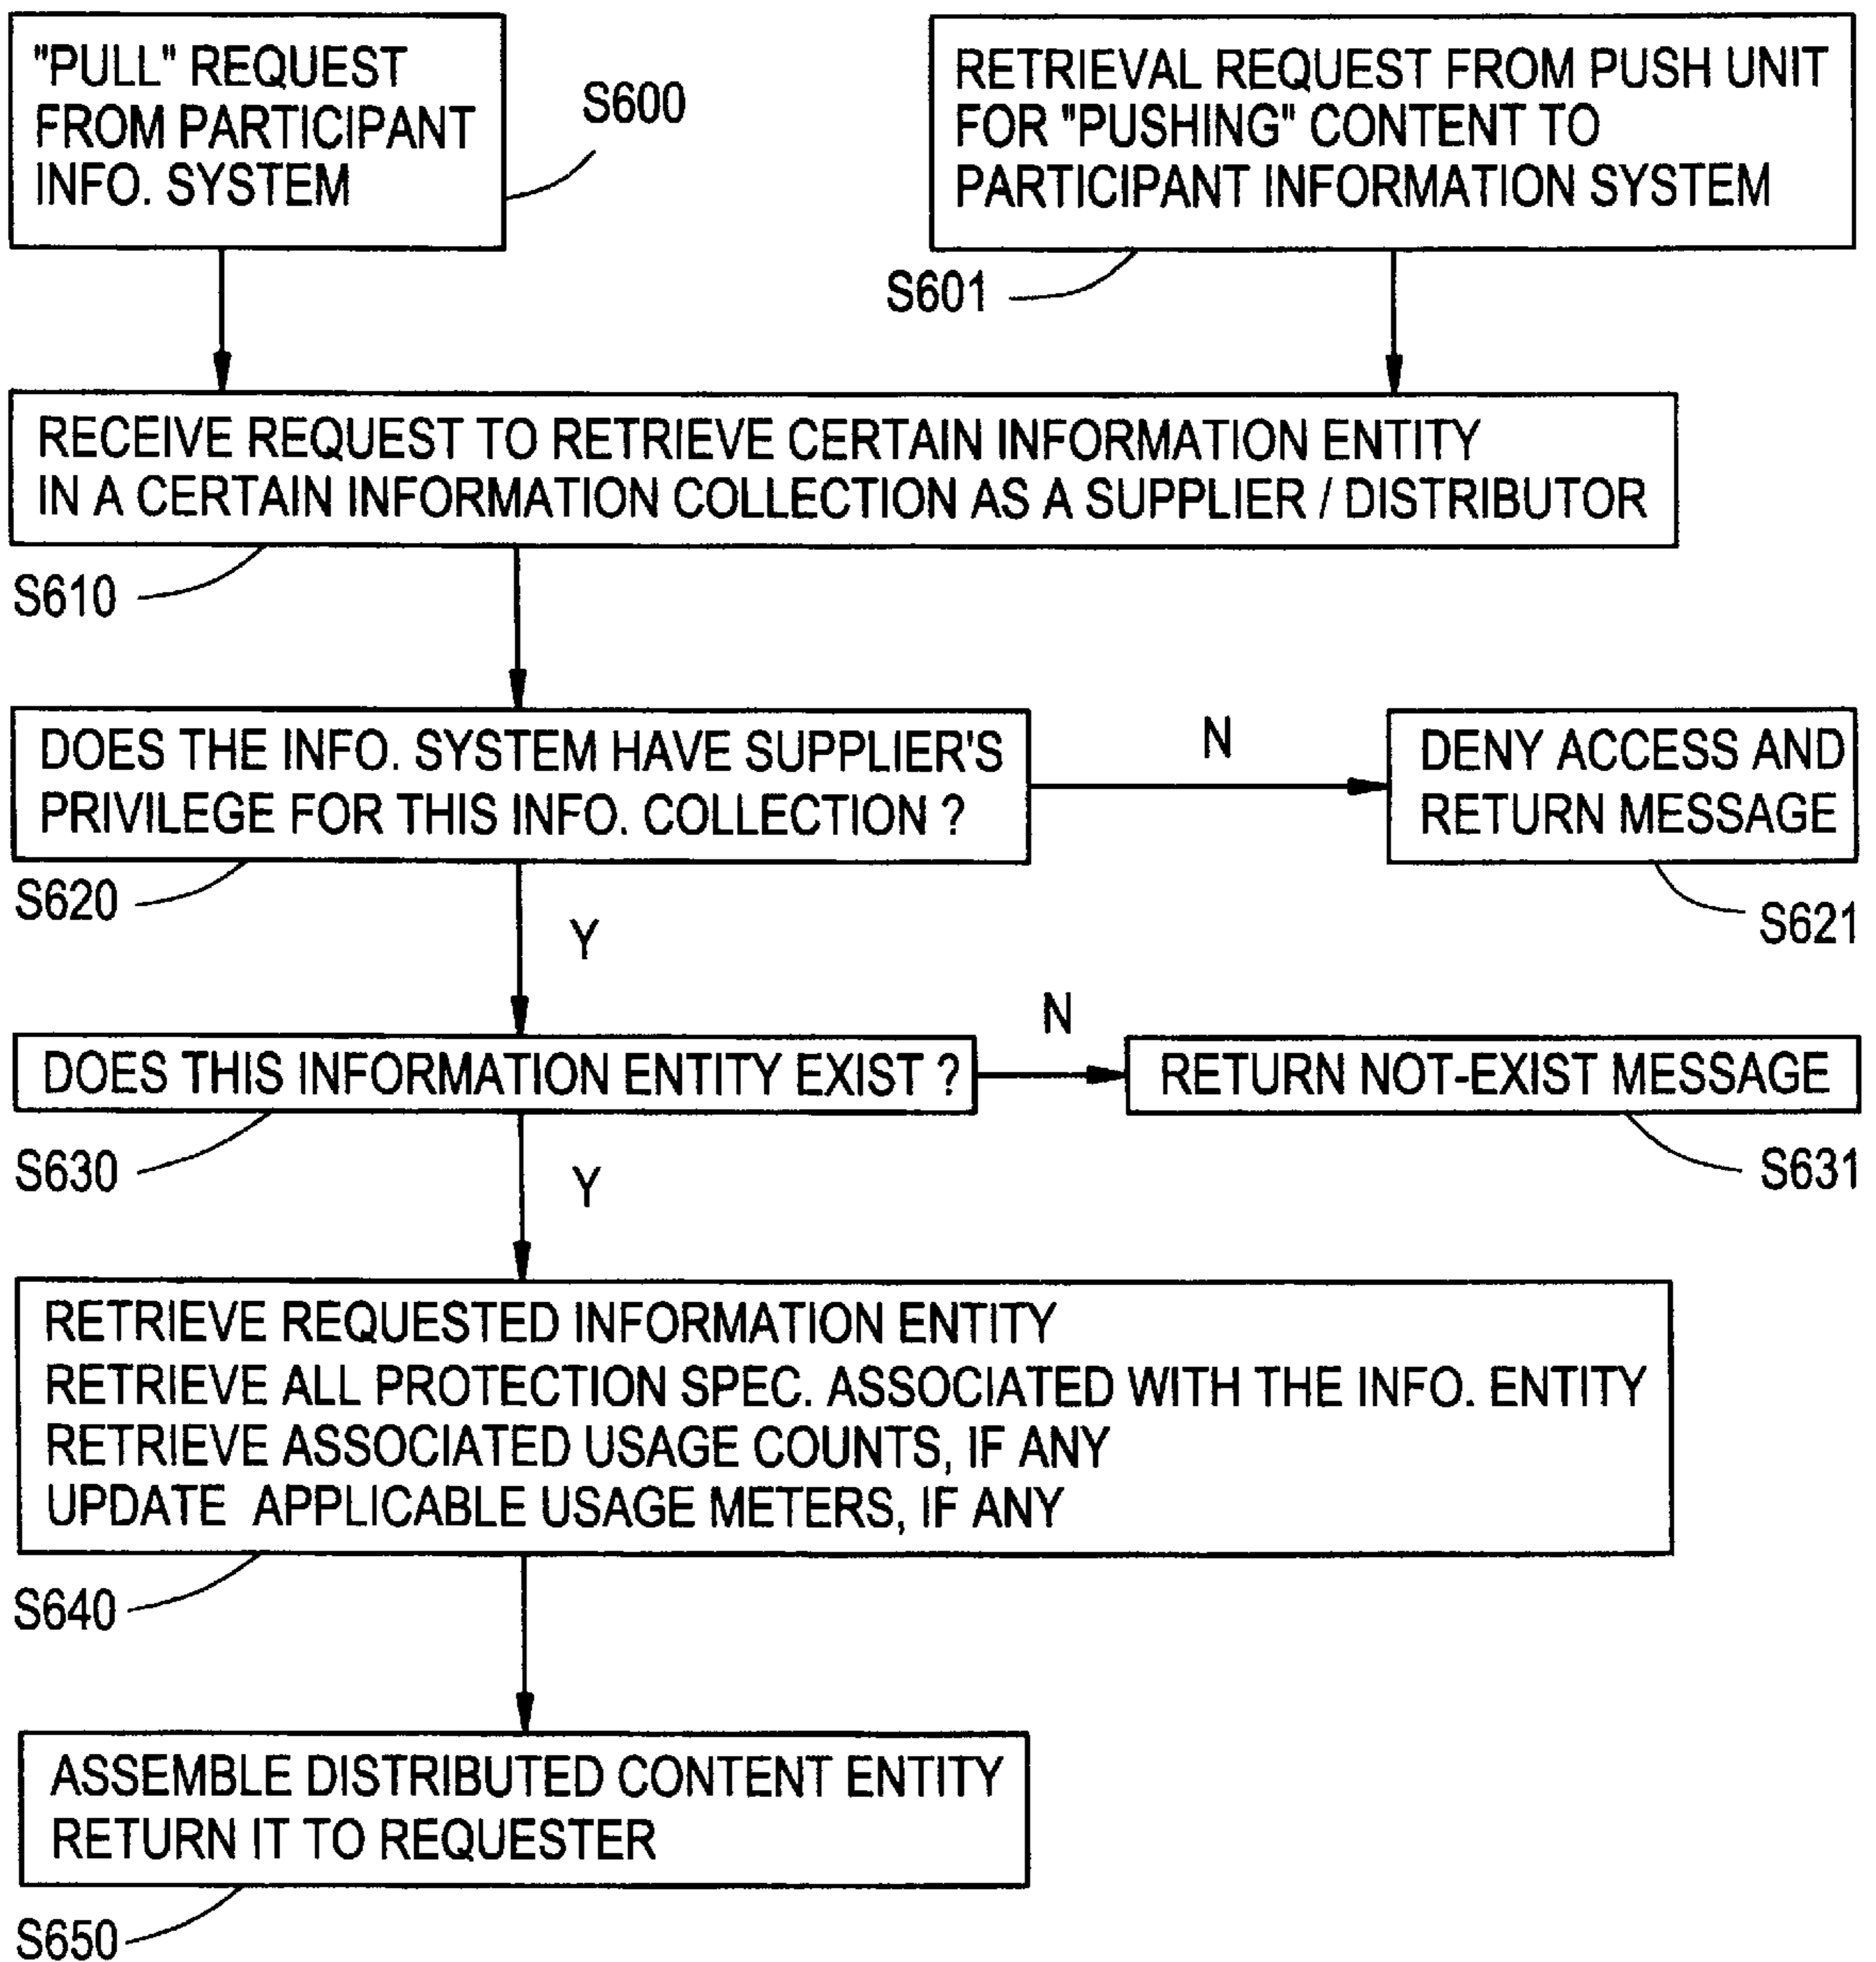 "PULL" REQUEST
FROM PARTICIPANT
INFO. SYSTEM
S600
RETRIEVAL REQUEST FROM PUSH UNIT
FOR "PUSHING" CONTENT TO
PARTICIPANT INFORMATION SYSTEM
S601
RECEIVE REQUEST TO RETRIEVE CERTAIN INFORMATION ENTITY
IN A CERTAIN INFORMATION COLLECTION AS A SUPPLIER / DISTRIBUTOR
S610
DOES THE INFO. SYSTEM HAVE SUPPLIER'S
PRIVILEGE FOR THIS INFO. COLLECTION ?
S620
N
DENY ACCESS AND
RETURN MESSAGE
S621
Y
DOES THIS INFORMATION ENTITY EXIST ?
S630
N
RETURN NOT-EXIST MESSAGE
S631
Y
RETRIEVE REQUESTED INFORMATION ENTITY
RETRIEVE ALL PROTECTION SPEC. ASSOCIATED WITH THE INFO. ENTITY
RETRIEVE ASSOCIATED USAGE COUNTS, IF ANY
UPDATE APPLICABLE USAGE METERS, IF ANY
S640
ASSEMBLE DISTRIBUTED CONTENT ENTITY
RETURN IT TO REQUESTER
S650